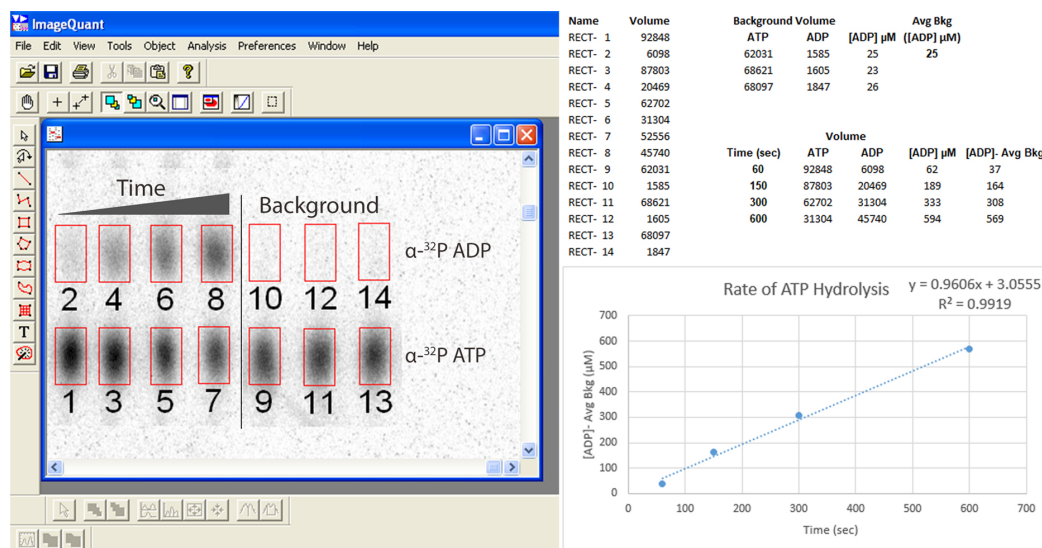 ImageQuant
File Edit View Tools Object Analysis Preferences Window Help
Time
Background
α-³²P ADP
2 4 6 8 10 12 14
α-³²P ATP
1 3 5 7 9 11 13
T
Name Volume
RECT- 1 92848
RECT- 2 6098
RECT- 3 87803
RECT- 4 20469
RECT- 5 62702
RECT- 6 31304
RECT- 7 52556
RECT- 8 45740
RECT- 9 62031
RECT- 10 1585
RECT- 11 68621
RECT- 12 1605
RECT- 13 68097
RECT- 14 1847
Background Volume Avg Bkg
ATP ADP [ADP] µM ([ADP] µM)
62031 1585 25 25
68621 1605 23
68097 1847 26
Volume
Time (sec) ATP ADP [ADP] µM [ADP]- Avg Bkg
60 92848 6098 62 37
150 87803 20469 189 164
300 62702 31304 333 308
600 31304 45740 594 569
Rate of ATP Hydrolysis
y = 0.9606x + 3.0555
R² = 0.9919
[ADP]- Avg Bkg (µM)
700
600
500
400
300
200
100
0
0 100 200 300 400 500 600 700
Time (sec)